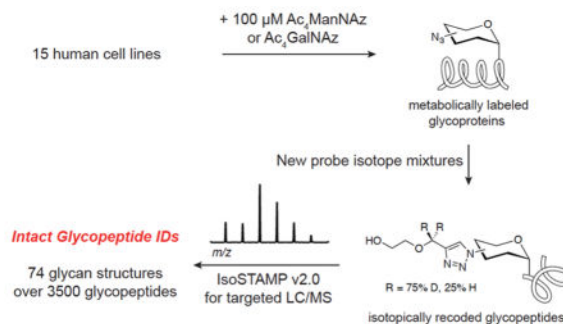 15 human cell lines
+ 100 µM Ac₄ManNAz
or Ac₄GalNAz
N₃
O
metabolically labeled
glycoproteins
New probe isotope mixtures
Intact Glycopeptide IDs
74 glycan structures
over 3500 glycopeptides
m/z
IsoSTAMP v2.0
for targeted LC/MS
HO
O
R R
N
N=N
O
R = 75% D, 25% H
isotopically recoded glycopeptides